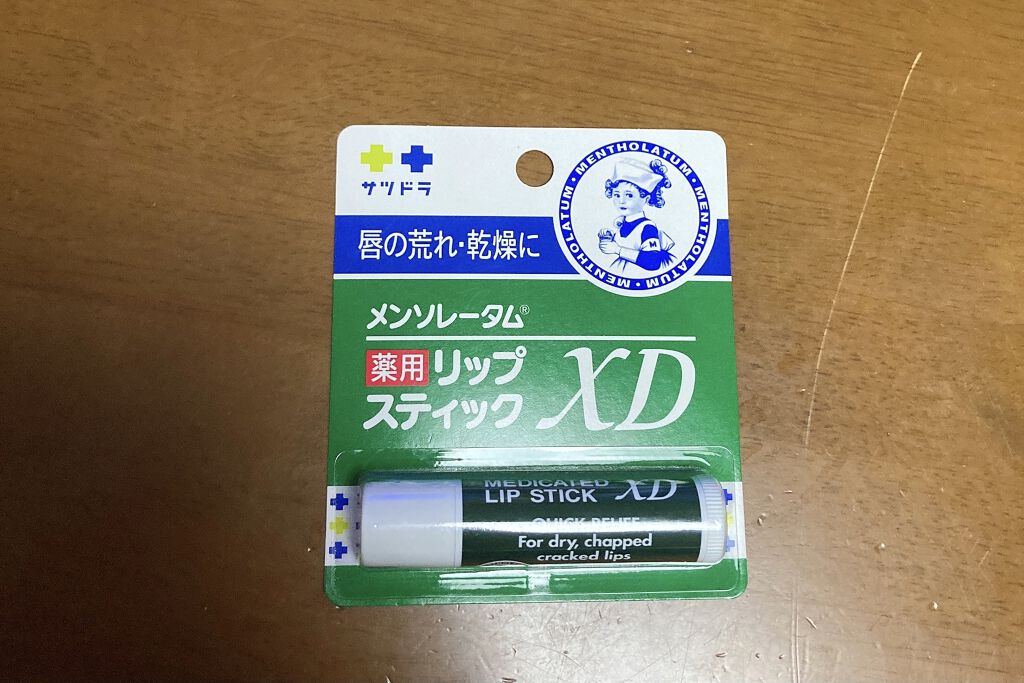 サツドラ
MENTHOLATUM・MENTHOLATUM・MENTHOLATUM・MENTHOLATUM・
M
唇の荒れ・乾燥に
メンソレータム®
薬用リップ
スティック XD
MEDICATED
LIP STICK XD
QUICK RELIEF
For dry, chapped
cracked lips